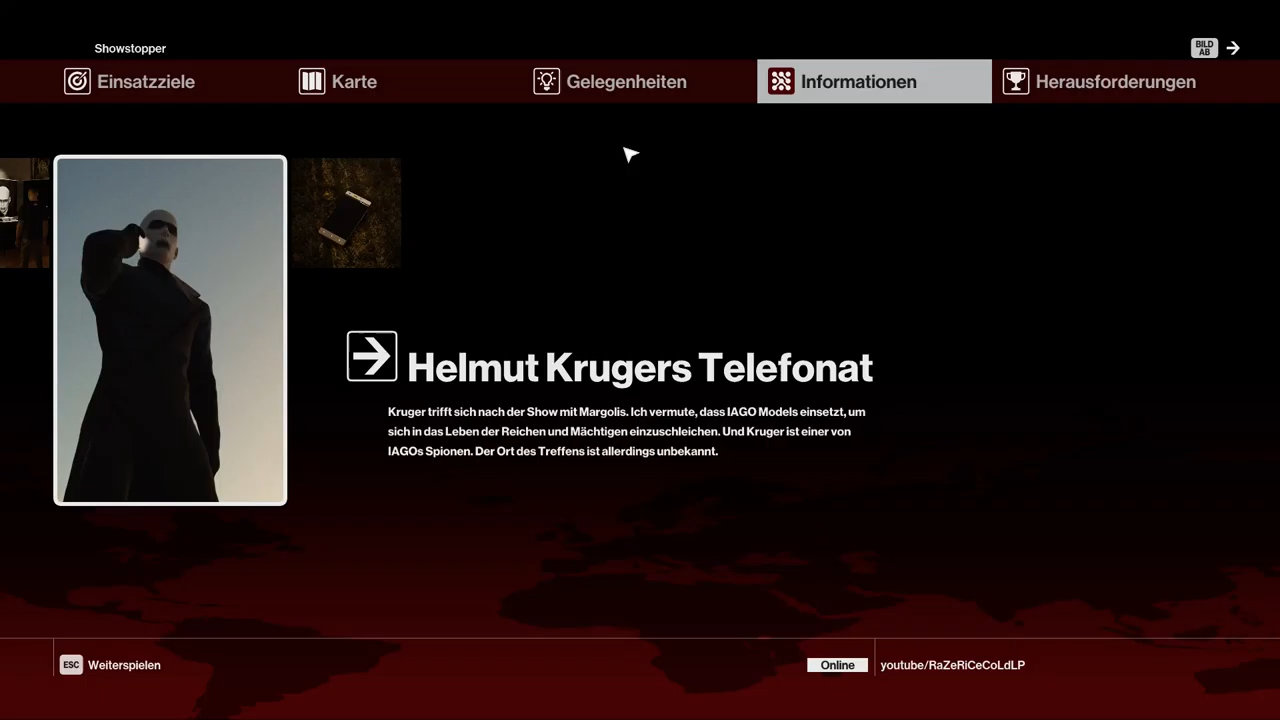 Showstopper
BILD
AB
Einsatzziele
Karte
Gelegenheiten
Informationen
Herausforderungen
Helmut Krugers Telefonat
Kruger trifft sich nach der Show mit Margolis. Ich vermute, dass IAGO Models einsetzt, um
sich in das Leben der Reichen und Mächtigen einzuschleichen. Und Kruger ist einer von
IAGOs Spionen. Der Ort des Treffens ist allerdings unbekannt.
ESC Weiterspielen
Online
youtube/RaZeRiCeCoLdLP